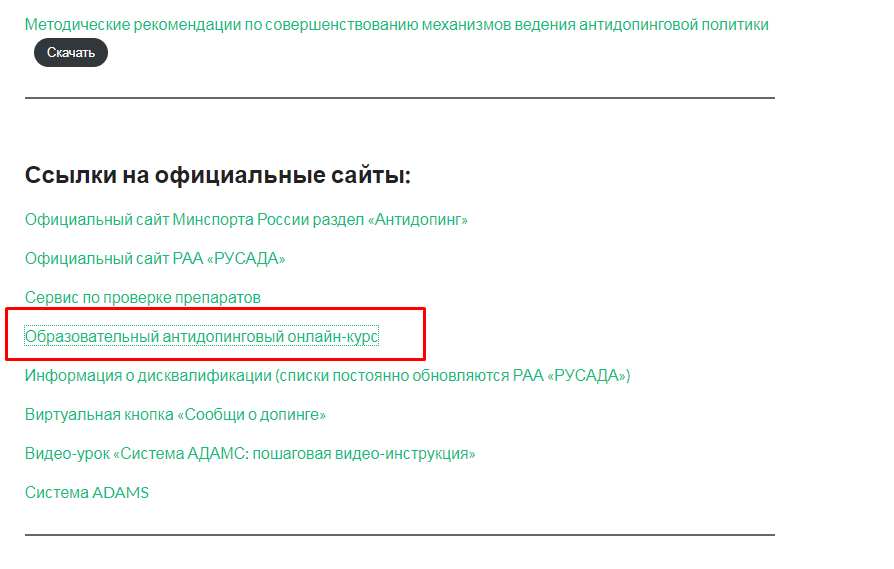 Методические рекомендации по совершенствованию механизмов ведения антидопинговой политики
Скачать
Ссылки на официальные сайты:
Официальный сайт Минспорта России раздел «Антидопинг»
Официальный сайт РАА «РУСАДА»
Сервис по проверке препаратов
Образовательный антидопинговый онлайн-курс
Информация о дисквалификации (списки постоянно обновляются РАА «РУСАДА»)
Виртуальная кнопка «Сообщи о допинге»
Видео-урок «Система АДАМС: пошаговая видео-инструкция»
Система ADAMS